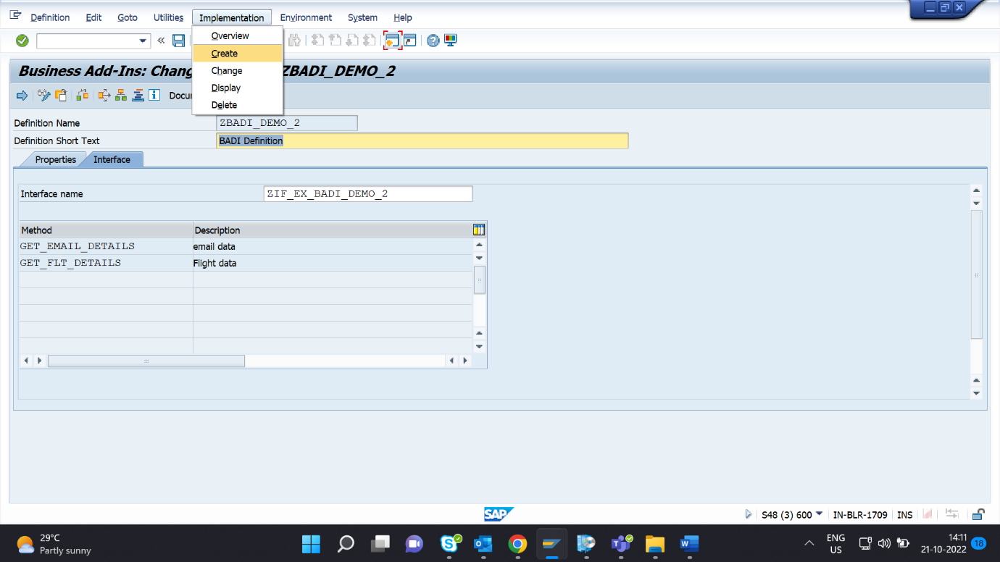 Definition Edit Goto Utilities Implementation Environment System Help
Overview
Create
Change
Display
Delete
Business Add-Ins: Chang ZBADI_DEMO_2
Docu
Definition Name ZBADI_DEMO_2
Definition Short Text BADI Definition
Properties Interface
Interface name ZIF_EX_BADI_DEMO_2
Method Description
GET_EMAIL_DETAILS email data
GET_FLT_DETAILS Flight data
SAP
S48 (3) 600 IN-BLR-1709 INS
29°C
Partly sunny
ENG
US
14:11
21-10-2022
18